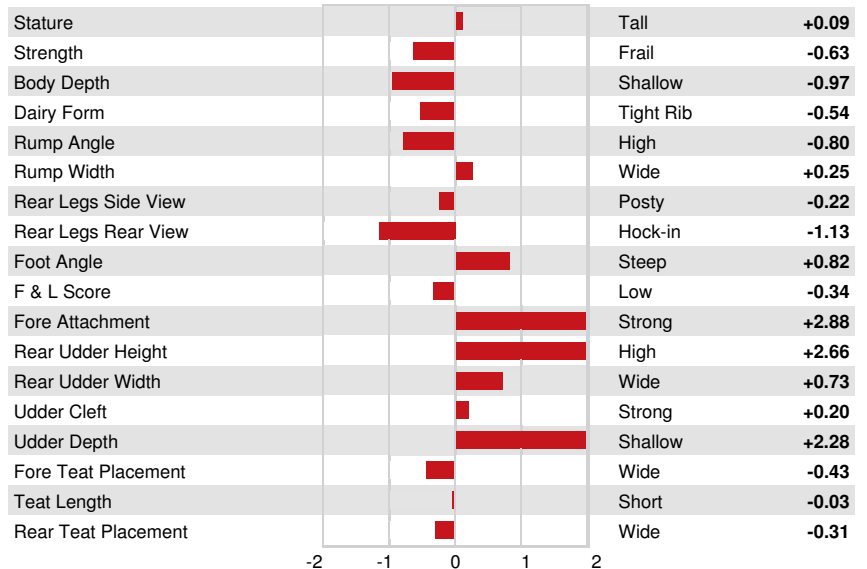 Stature Tall +0.09
Strength Frail -0.63
Body Depth Shallow -0.97
Dairy Form Tight Rib -0.54
Rump Angle High -0.80
Rump Width Wide +0.25
Rear Legs Side View Posty -0.22
Rear Legs Rear View Hock-in -1.13
Foot Angle Steep +0.82
F & L Score Low -0.34
Fore Attachment Strong +2.88
Rear Udder Height High +2.66
Rear Udder Width Wide +0.73
Udder Cleft Strong +0.20
Udder Depth Shallow +2.28
Fore Teat Placement Wide -0.43
Teat Length Short -0.03
Rear Teat Placement Wide -0.31
-2 -1 0 1 2